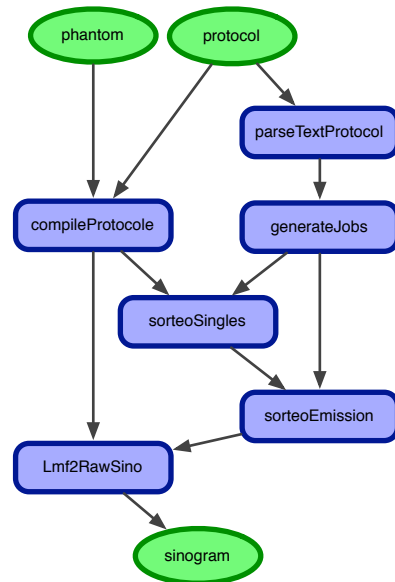 phantom
protocol
parseTextProtocol
compileProtocole
generateJobs
sorteoSingles
sorteoEmission
Lmf2RawSino
sinogram